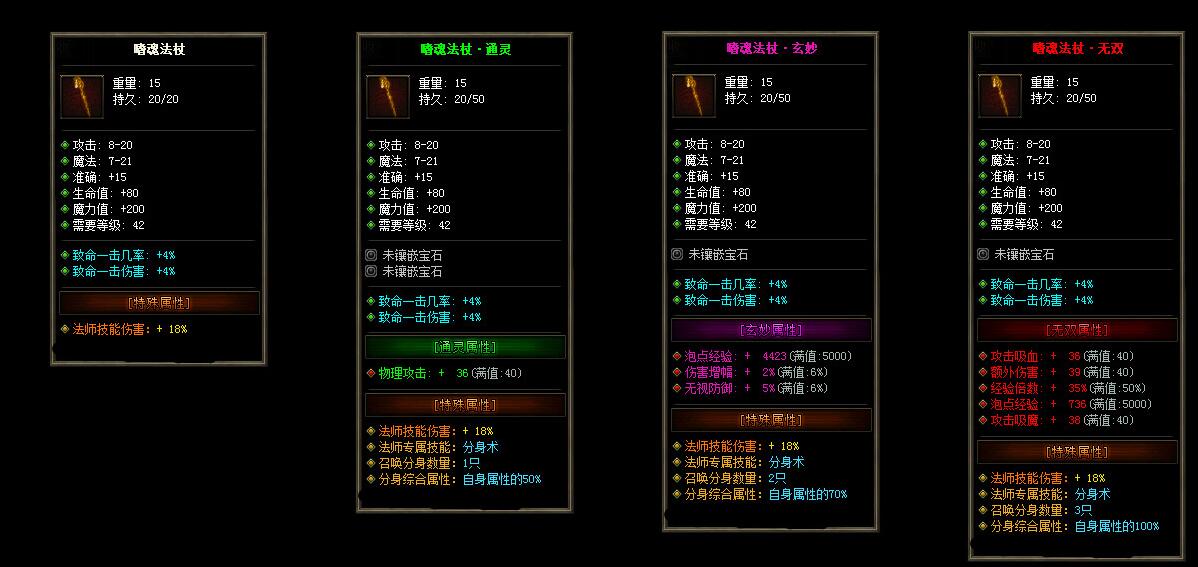 嗜魂法杖
重量: 15
持久: 20/20
攻击: 8-20
魔法: 7-21
准确: +15
生命值: +80
魔力值: +200
需要等级: 42
致命一击几率: +4%
致命一击伤害: +4%
[特殊属性]
法师技能伤害: + 18%
嗜魂法杖·通灵
重量: 15
持久: 20/50
攻击: 8-20
魔法: 7-21
准确: +15
生命值: +80
魔力值: +200
需要等级: 42
未镶嵌宝石
未镶嵌宝石
致命一击几率: +4%
致命一击伤害: +4%
[通灵属性]
物理攻击: + 36(满值:40)
[特殊属性]
法师技能伤害: + 18%
法师专属技能: 分身术
召唤分身数量: 1只
分身综合属性: 自身属性的50%
嗜魂法杖·玄妙
重量: 15
持久: 20/50
攻击: 8-20
魔法: 7-21
准确: +15
生命值: +80
魔力值: +200
需要等级: 42
未镶嵌宝石
致命一击几率: +4%
致命一击伤害: +4%
[玄妙属性]
泡点经验: + 4423(满值:5000)
伤害增幅: + 2%(满值:6%)
无视防御: + 5%(满值:6%)
[特殊属性]
法师技能伤害: + 18%
法师专属技能: 分身术
召唤分身数量: 2只
分身综合属性: 自身属性的70%
嗜魂法杖·无双
重量: 15
持久: 20/50
攻击: 8-20
魔法: 7-21
准确: +15
生命值: +80
魔力值: +200
需要等级: 42
未镶嵌宝石
致命一击几率: +4%
致命一击伤害: +4%
[无双属性]
攻击吸血: + 36(满值:40)
额外伤害: + 39(满值:40)
经验倍数: + 35%(满值:50%)
泡点经验: + 736(满值:5000)
攻击吸魔: + 38(满值:40)
[特殊属性]
法师技能伤害: + 18%
法师专属技能: 分身术
召唤分身数量: 3只
分身综合属性: 自身属性的100%